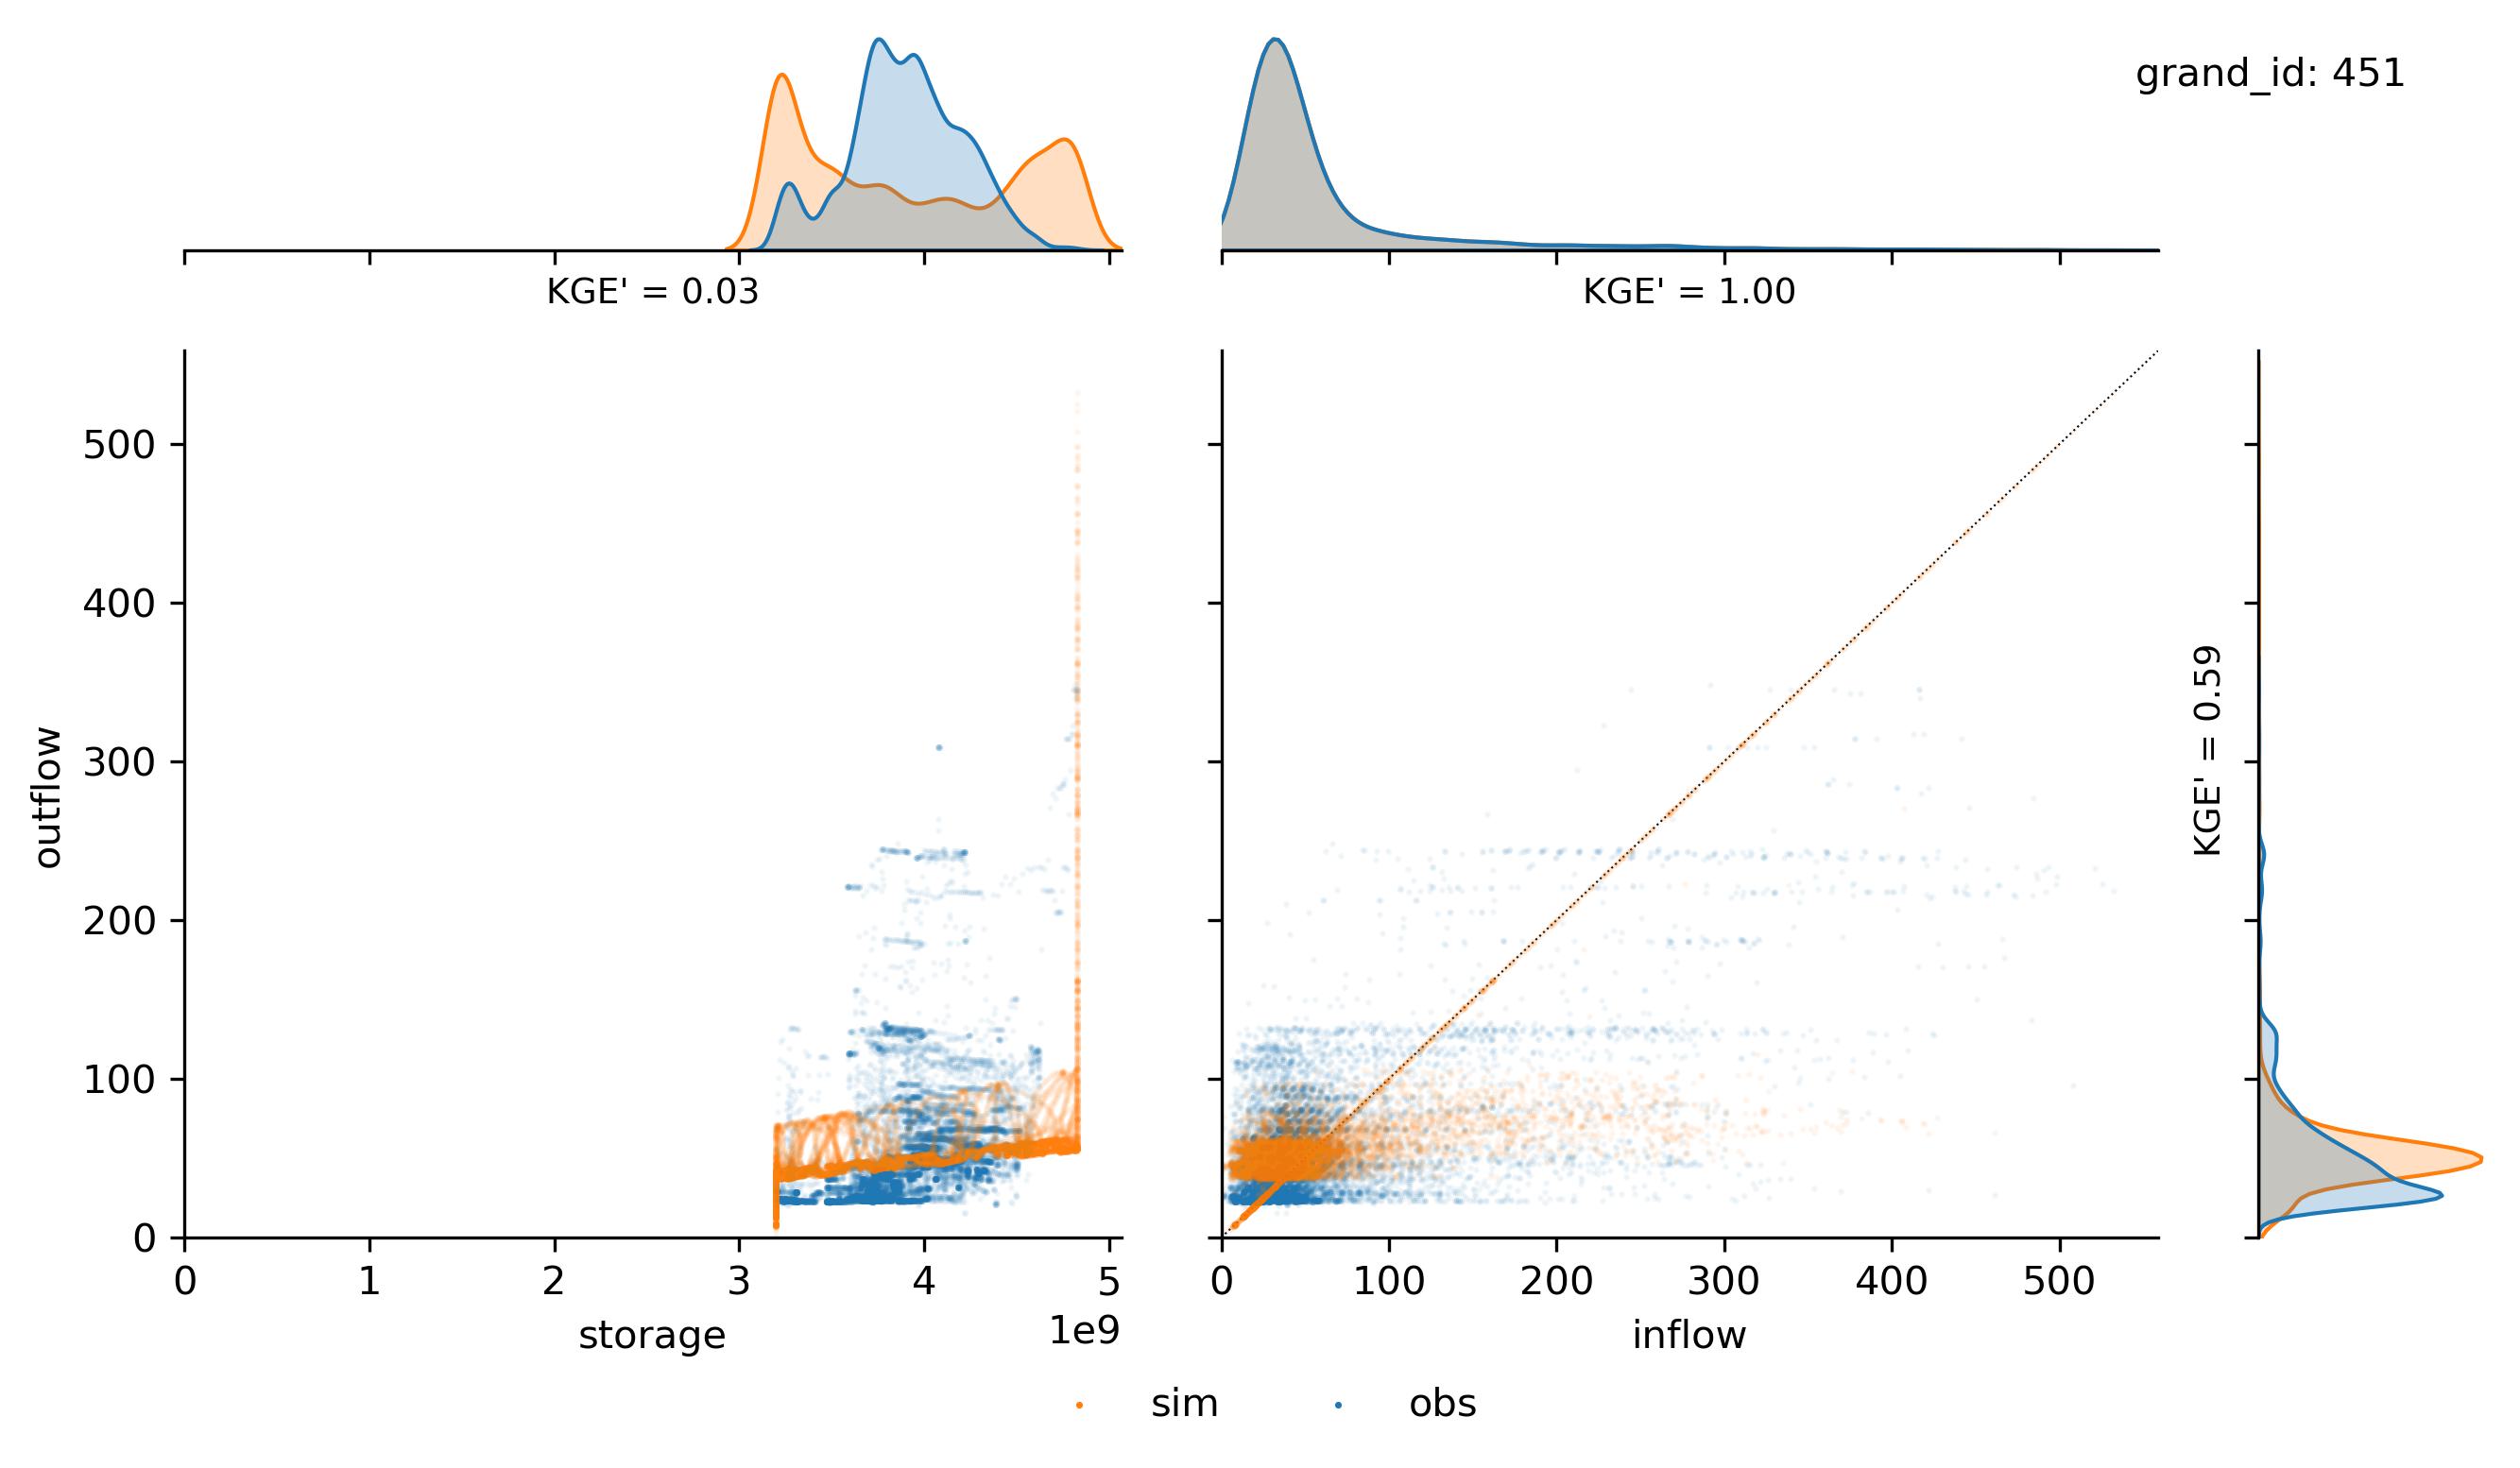 grand_id: 451
KGE' = 0.03
KGE' = 1.00
500
400
300
200
100
0
outflow
KGE' = 0.59
0 1 2 3 4 5
1e9
storage
0 100 200 300 400 500
inflow
sim
obs